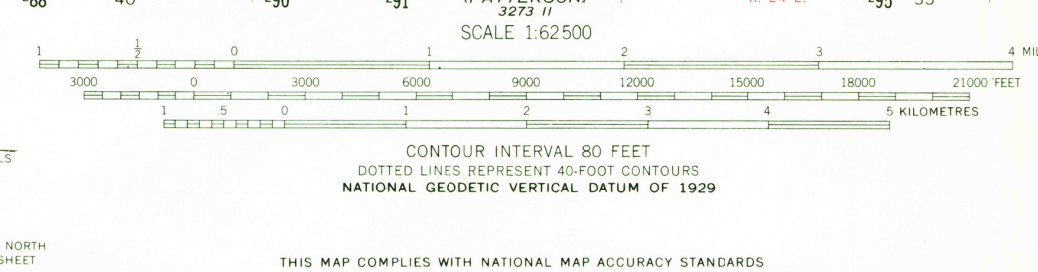 3273 II
SCALE 1:62 500
1 ½ 0 1 2 3 4
3000 0 3000 6000 9000 12000 15000 18000 21000 FEET
1 .5 0 1 2 3 4 5 KILOMETRES
CONTOUR INTERVAL 80 FEET
DOTTED LINES REPRESENT 40-FOOT CONTOURS
NATIONAL GEODETIC VERTICAL DATUM OF 1929
NORTH
SHEET
THIS MAP COMPLIES WITH NATIONAL MAP ACCURACY STANDARDS